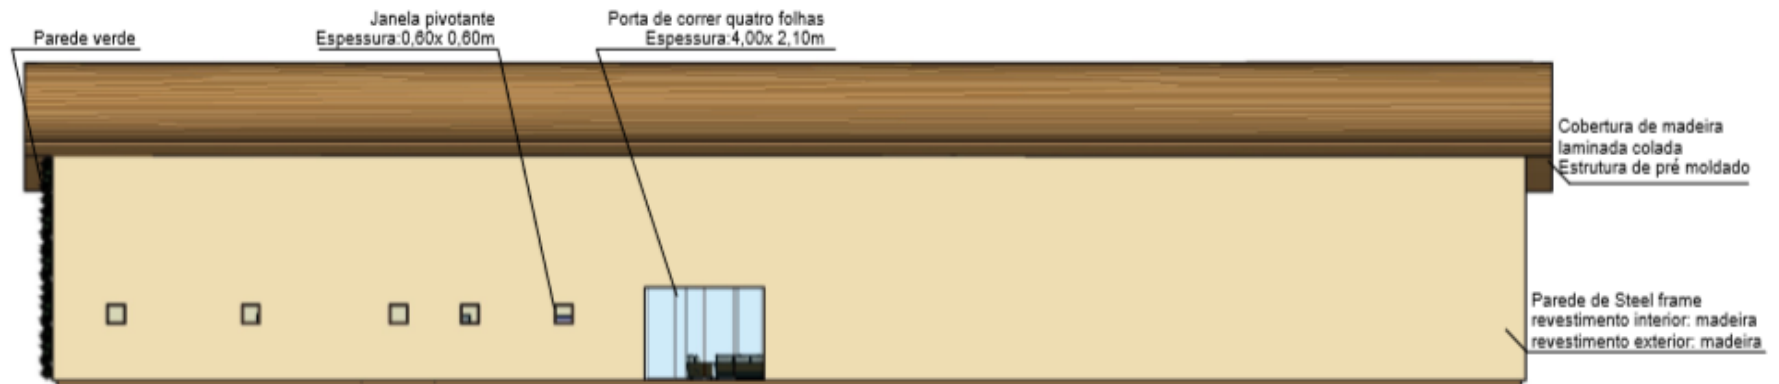 Parede verde
Janela pivotante
Espessura:0,60x 0,60m
Porta de correr quatro folhas
Espessura:4,00x 2,10m
Cobertura de madeira
laminada colada
Estrutura de pré moldado
Parede de Steel frame
revestimento interior: madeira
revestimento exterior: madeira